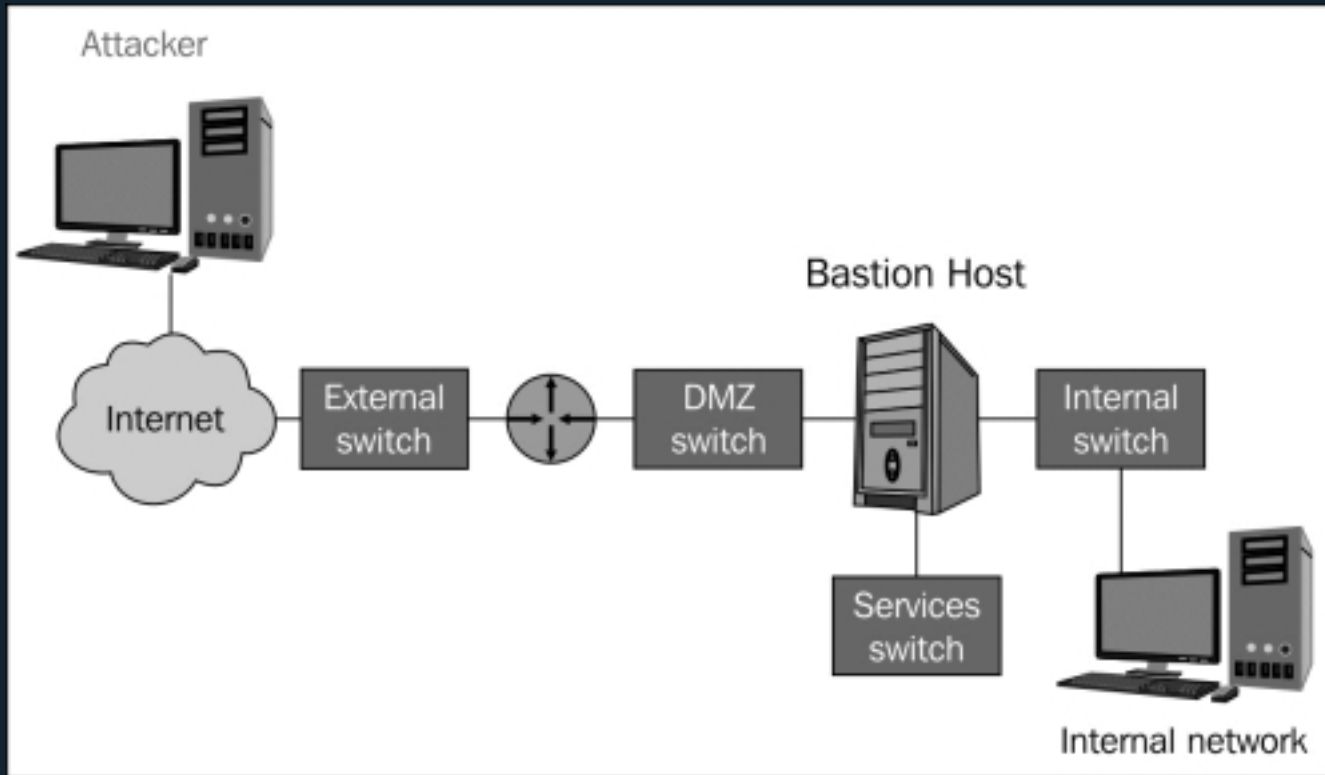 Attacker
Bastion Host
Internet
External
switch
DMZ
switch
Internal
switch
Services
switch
Internal network